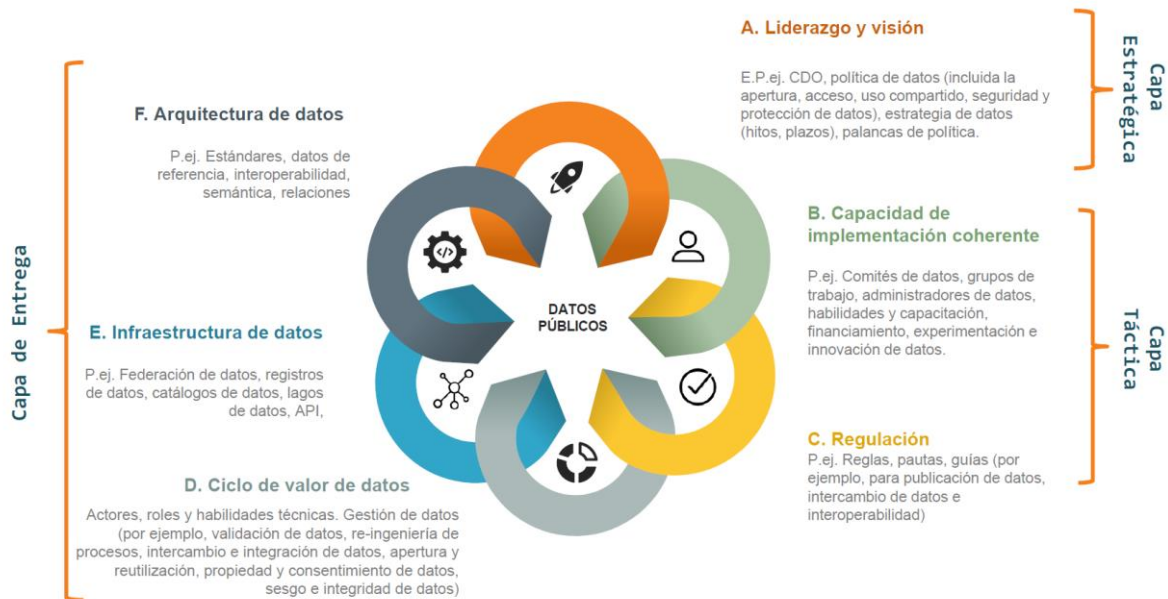 A. Liderazgo y visión
E.P.ej. CDO, política de datos (incluida la
apertura, acceso, uso compartido, seguridad y
protección de datos), estrategia de datos
(hitos, plazos), palancas de política.
Capa
Estratégica
B. Capacidad de
implementación coherente
P.ej. Comités de datos, grupos de
trabajo, administradores de datos,
habilidades y capacitación,
financiamiento, experimentación e
innovación de datos.
C. Regulación
P.ej. Reglas, pautas, guías (por
ejemplo, para publicación de datos,
intercambio de datos e
interoperabilidad)
Capa
Táctica
DATOS
PÚBLICOS
F. Arquitectura de datos
P.ej. Estándares, datos de
referencia, interoperabilidad,
semántica, relaciones
E. Infraestructura de datos
P.ej. Federación de datos, registros
de datos, catálogos de datos, lagos
de datos, API,
D. Ciclo de valor de datos
Actores, roles y habilidades técnicas. Gestión de datos
(por ejemplo, validación de datos, re-ingeniería de
procesos, intercambio e integración de datos, apertura y
reutilización, propiedad y consentimiento de datos,
sesgo e integridad de datos)
Capa de Entrega